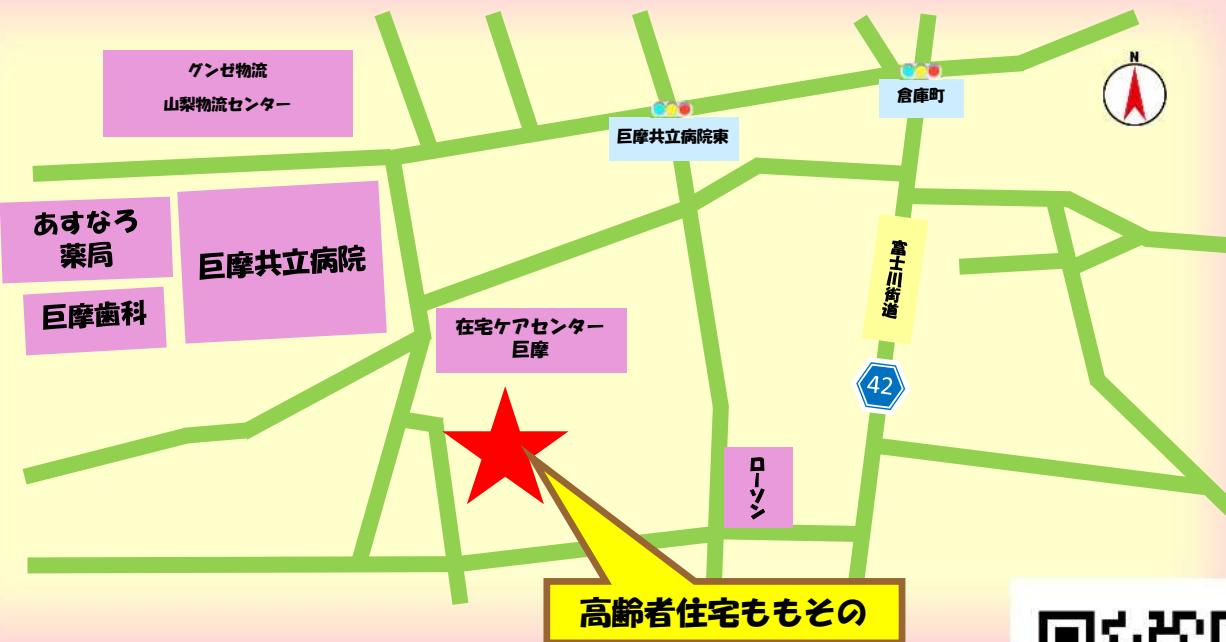 グンゼ物流
山梨物流センター
N
倉庫町
巨摩共立病院東
あすなろ
薬局
巨摩共立病院
巨摩歯科
富士川街道
在宅ケアセンター
巨摩
42
ローソン
高齢者住宅ももその